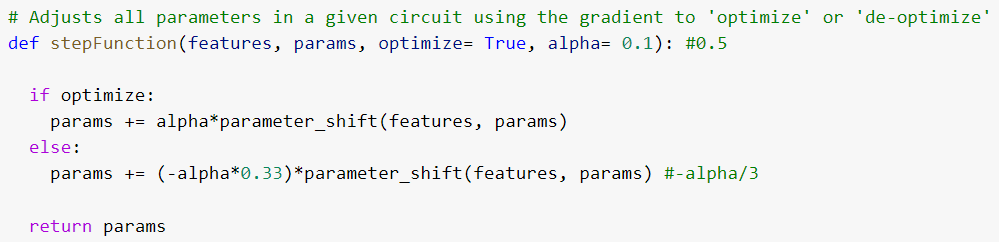 # Adjusts all parameters in a given circuit using the gradient to 'optimize' or 'de-optimize'
def stepFunction(features, params, optimize= True, alpha= 0.1): #0.5
  if optimize:
    params += alpha*parameter_shift(features, params)
  else:
    params += (-alpha*0.33)*parameter_shift(features, params) #-alpha/3
  return params